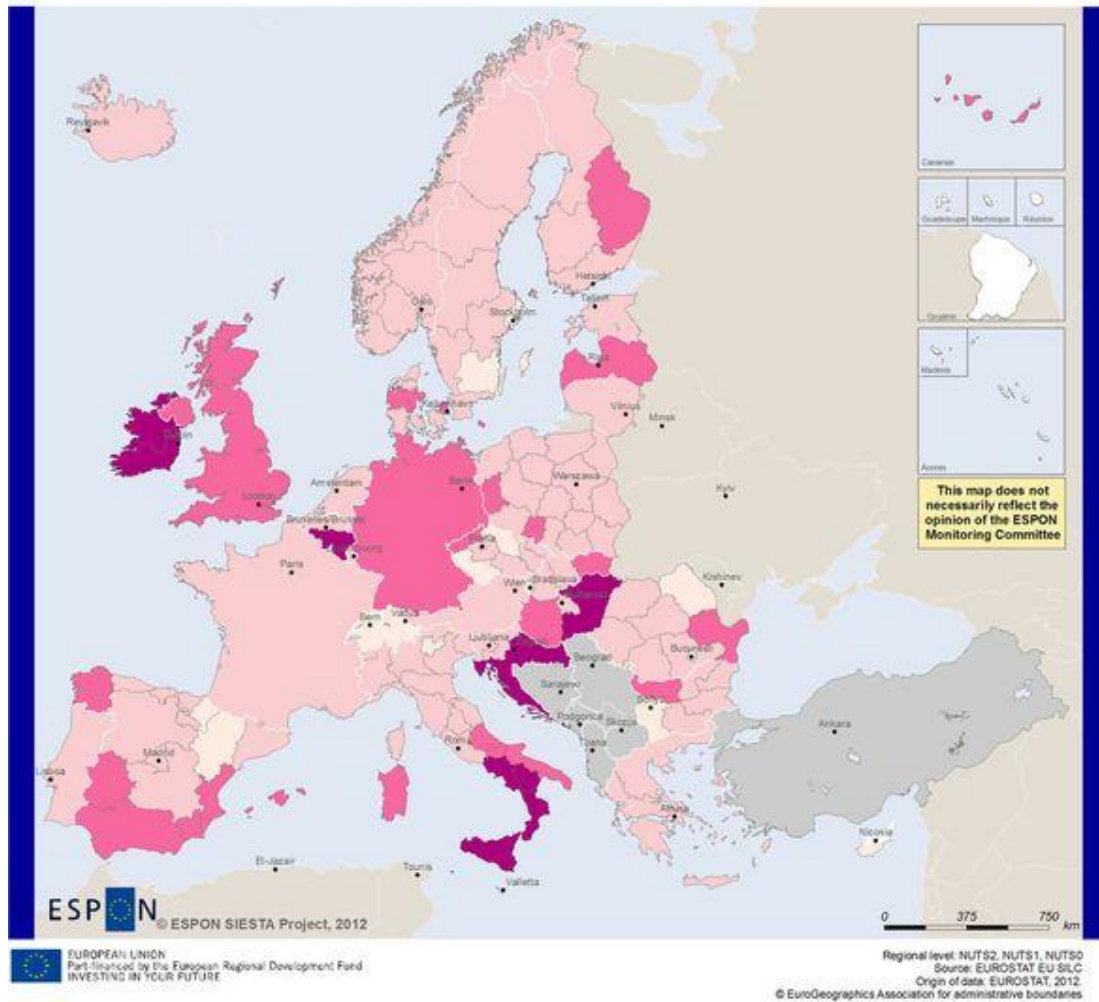 Reykjavik
Canarias
Guadeloupe
Martinique
Réunion
Guyane
Helsinki
Tallinn
Oslo
Stockholm
Riga
Madeira
Vilnius
Minsk
Dublin
Acores
Berlin
Amsterdam
Warszawa
London
Kyiv
This map does not
necessarily reflect the
opinion of the ESPON
Monitoring Committee
Paris
Wien
Bratislava
Kishinev
Bern
Vaduz
Ljubljana
Bucuresti
Beograd
Sarajevo
Podgorica
Skopje
Ankara
Roma
Tirana
Madrid
Lisboa
Athina
Nicosia
El-Jazair
Tounis
Valletta
ESPON
© ESPON SIESTA Project, 2012
0 375 750
km
EUROPEAN UNION
Part-financed by the European Regional Development Fund
INVESTING IN YOUR FUTURE
Regional level: NUTS2, NUTS1, NUTS0
Source: EUROSTAT EU SILC
Origin of data: EUROSTAT, 2012.
© EuroGeographics Association for administrative boundaries